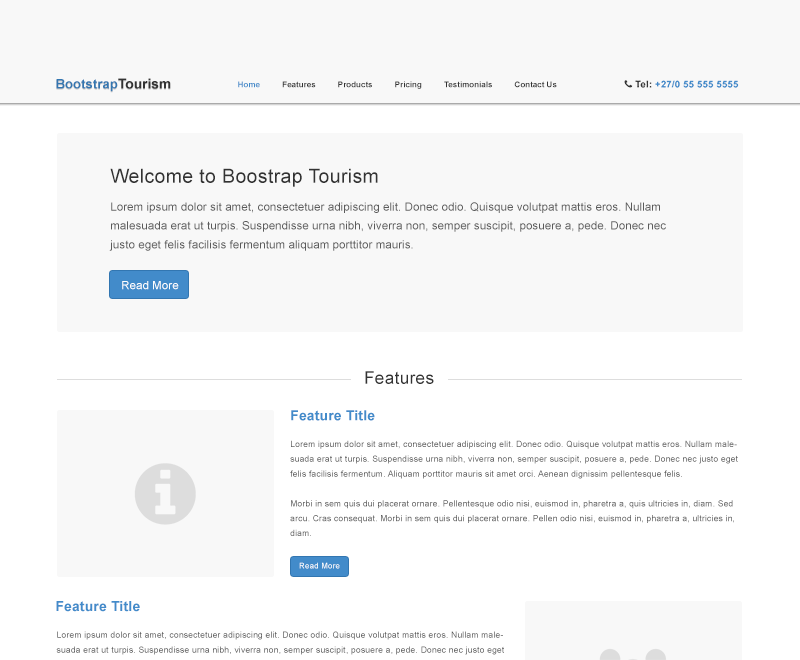 BootstrapTourism
Home Features Products Pricing Testimonials Contact Us
Tel: +27/0 55 555 5555
Welcome to Boostrap Tourism
Lorem ipsum dolor sit amet, consectetuer adipiscing elit. Donec odio. Quisque volutpat mattis eros. Nullam
malesuada erat ut turpis. Suspendisse urna nibh, viverra non, semper suscipit, posuere a, pede. Donec nec
justo eget felis facilisis fermentum aliquam porttitor mauris.
Read More
Features
Feature Title
Lorem ipsum dolor sit amet, consectetuer adipiscing elit. Donec odio. Quisque volutpat mattis eros. Nullam male-
suada erat ut turpis. Suspendisse urna nibh, viverra non, semper suscipit, posuere a, pede. Donec nec justo eget
felis facilisis fermentum. Aliquam porttitor mauris sit amet orci. Aenean dignissim pellentesque felis.
Morbi in sem quis dui placerat ornare. Pellentesque odio nisi, euismod in, pharetra a, quis ultricies in, diam. Sed
arcu. Cras consequat. Morbi in sem quis dui placerat ornare. Pellen odio nisi, euismod in, pharetra a, ultricies in,
diam.
Read More
Feature Title
Lorem ipsum dolor sit amet, consectetuer adipiscing elit. Donec odio. Quisque volutpat mattis eros. Nullam male-
suada erat ut turpis. Suspendisse urna nibh, viverra non, semper suscipit, posuere a, pede. Donec nec justo eget